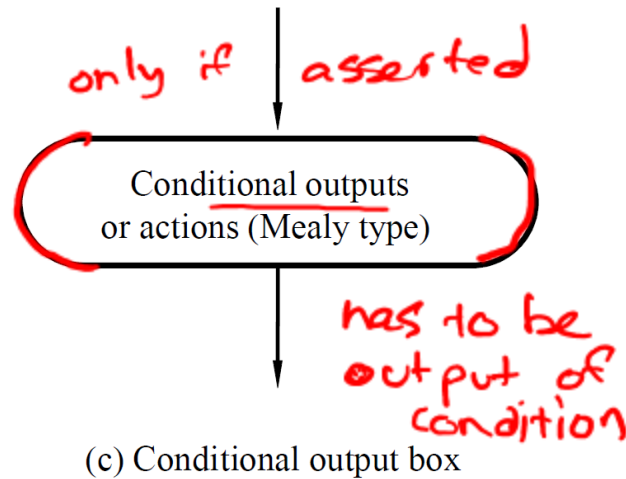 only if asserted
Conditional outputs
or actions (Mealy type)
has to be
output of
condition
(c) Conditional output box